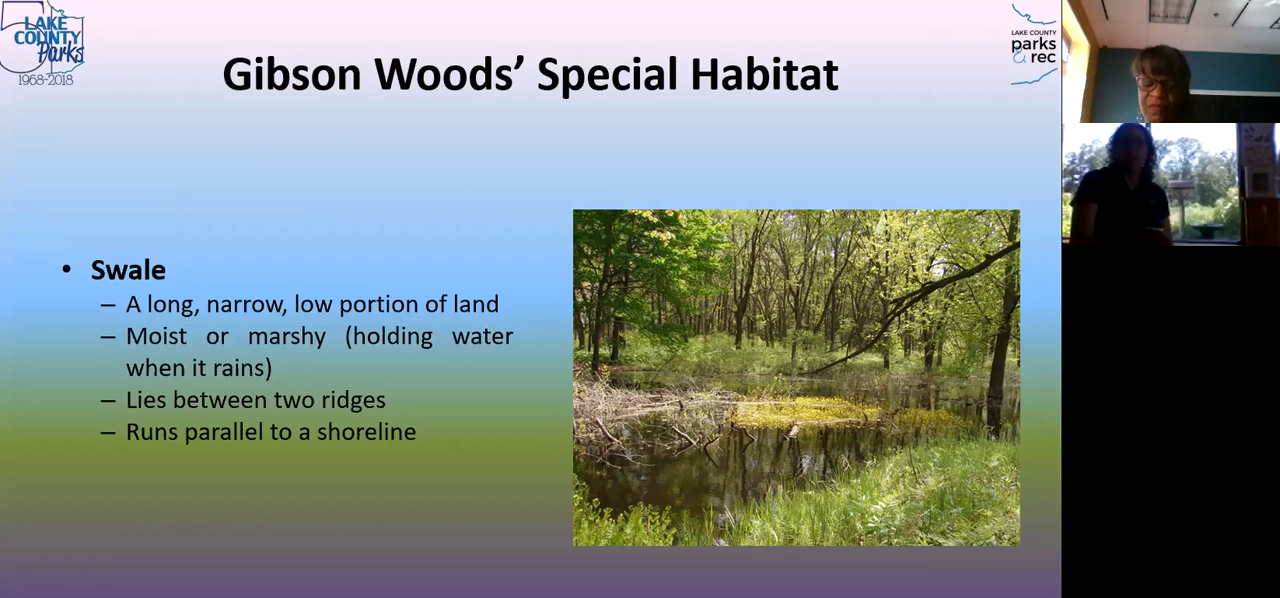 LAKE
COUNTY
Parks
1968-2018
LAKE COUNTY
parks
& rec
Gibson Woods’ Special Habitat
• Swale
– A long, narrow, low portion of land
– Moist or marshy (holding water
when it rains)
– Lies between two ridges
– Runs parallel to a shoreline